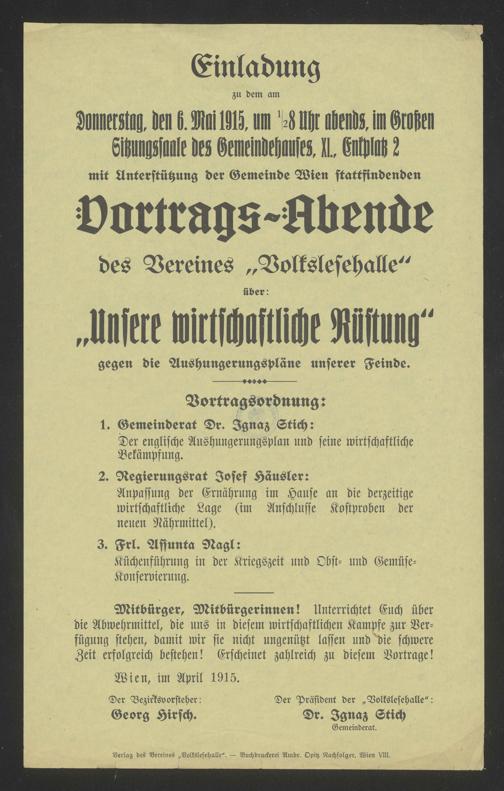 Einladung
zu dem am
Donnerstag, den 6. Mai 1915, um 1/28 Uhr abends, im Großen
Sitzungssaale des Gemeindehauses, XI., Enkplatz 2
mit Unterstützung der Gemeinde Wien stattfindenden
Vortrags-Abende
des Vereines „Volkslesehalle“
über:
„Unsere wirtschaftliche Rüstung“
gegen die Aushungerungspläne unserer Feinde.
Vortragsordnung:
1. Gemeinderat Dr. Ignaz Stich:
Der englische Aushungerungsplan und seine wirtschaftliche
Bekämpfung.
2. Regierungsrat Josef Häusler:
Anpassung der Ernährung im Hause an die derzeitige
wirtschaftliche Lage (im Anschlusse Kostproben der
neuen Nährmittel).
3. Frl. Assunta Nagl:
Küchenführung in der Kriegszeit und Obst- und Gemüse-
Konservierung.
Mitbürger, Mitbürgerinnen! Unterrichtet Euch über
die Abwehrmittel, die uns in diesem wirtschaftlichen Kampfe zur Ver-
fügung stehen, damit wir sie nicht ungenützt lassen und die schwere
Zeit erfolgreich bestehen! Erscheinet zahlreich zu diesem Vortrage!
Wien, im April 1915.
Der Bezirksvorsteher: Der Präsident der „Volkslesehalle“:
Georg Hirsch. Dr. Ignaz Stich
Gemeinderat.
Verlag des Vereines „Volkslesehalle“. — Buchdruckerei Ambr. Opitz Nachfolger, Wien VIII.